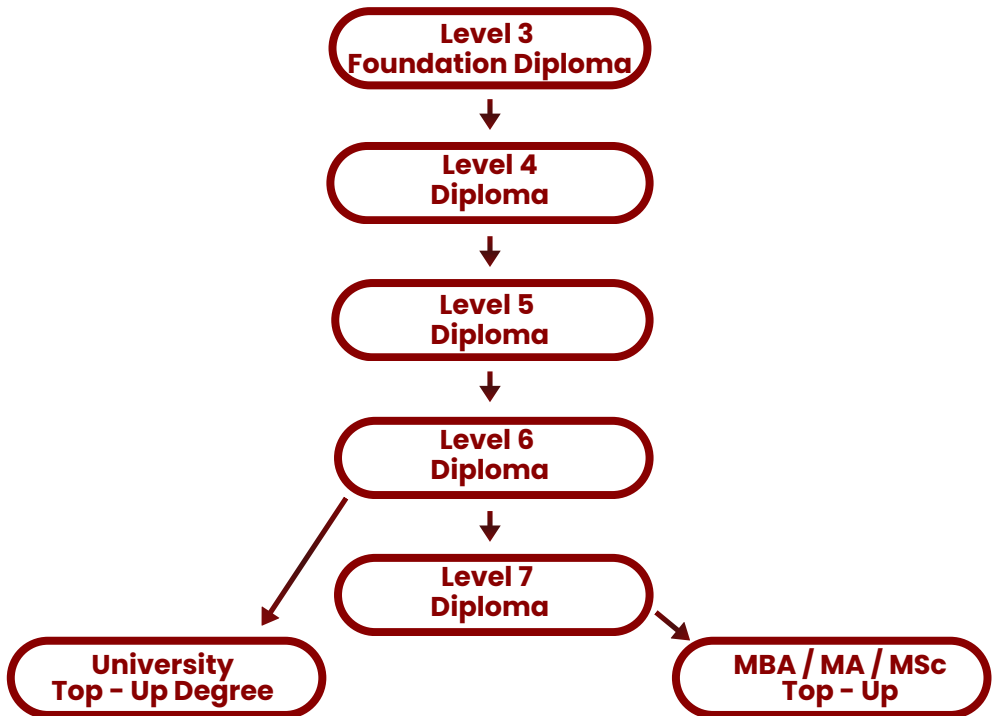 Level 3
Foundation Diploma
Level 4
Diploma
Level 5
Diploma
Level 6
Diploma
Level 7
Diploma
University
Top - Up Degree
MBA / MA / MSc
Top - Up